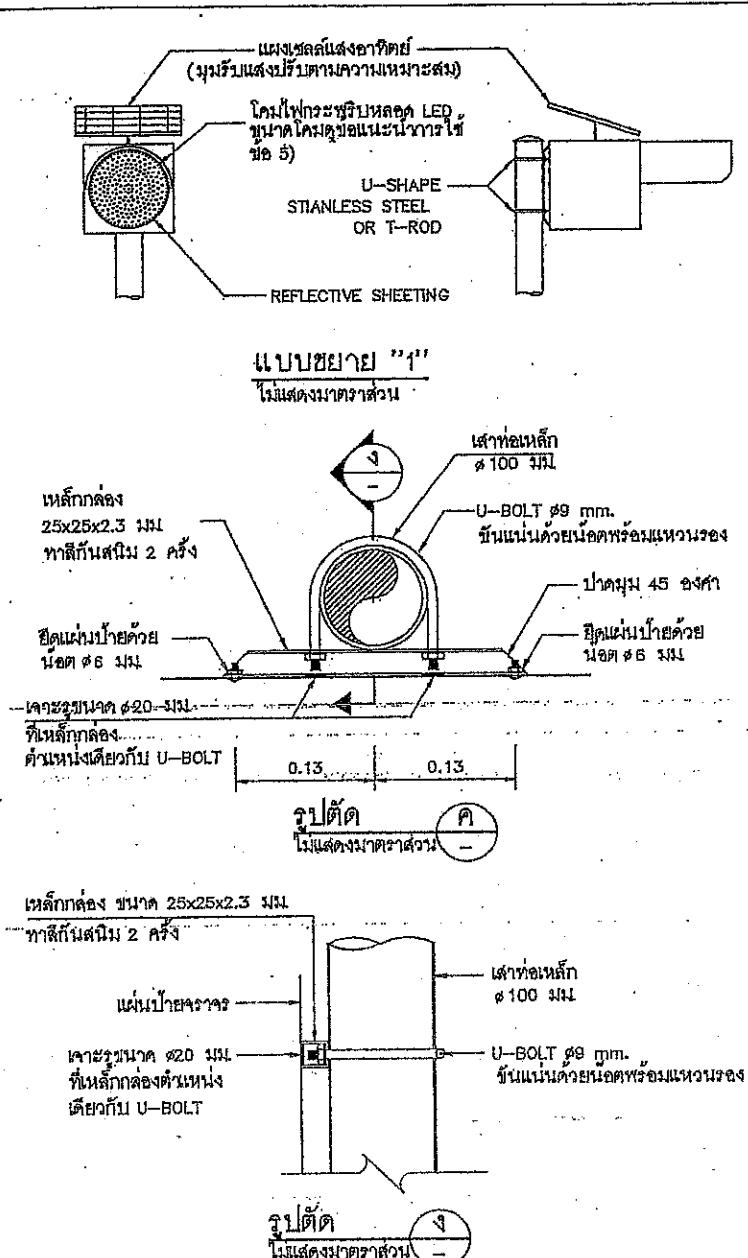 แผงเซลล์แสงอาทิตย์
(มุมรับแสงปรับตามความเหมาะสม)
โคมไฟกระพริบหลอด LED
ขนาดโคมดูข้อแนะนำการใช้
ข้อ 5)
U-SHAPE
STIANLESS STEEL
OR T-ROD
REFLECTIVE SHEETING
แบบขยาย "1"
ไม่แสดงมาตราส่วน
ง
-
เสาท่อเหล็ก
ø 100 มม.
เหล็กกล่อง
25x25x2.3 มม.
ทาสีกันสนิม 2 ครั้ง
U-BOLT ø9 mm.
ขันแน่นด้วยน็อตพร้อมแหวนรอง
ปาดมุม 45 องศา
ยึดแผ่นป้ายด้วย
น็อต ø6 มม.
ยึดแผ่นป้ายด้วย
น็อต ø6 มม.
เจาะรูขนาด ø20 มม.
ที่เหล็กกล่อง
ตำแหน่งเดียวกับ U-BOLT
0.13
0.13
รูปตัด
ค
ไม่แสดงมาตราส่วน
-
เหล็กกล่อง ขนาด 25x25x2.3 มม.
ทาสีกันสนิม 2 ครั้ง
แผ่นป้ายจราจร
เสาท่อเหล็ก
ø 100 มม.
เจาะรูขนาด ø20 มม.
ที่เหล็กกล่องตำแหน่ง
เดียวกับ U-BOLT
U-BOLT ø9 mm.
ขันแน่นด้วยน็อตพร้อมแหวนรอง
รูปตัด
ง
ไม่แสดงมาตราส่วน
-